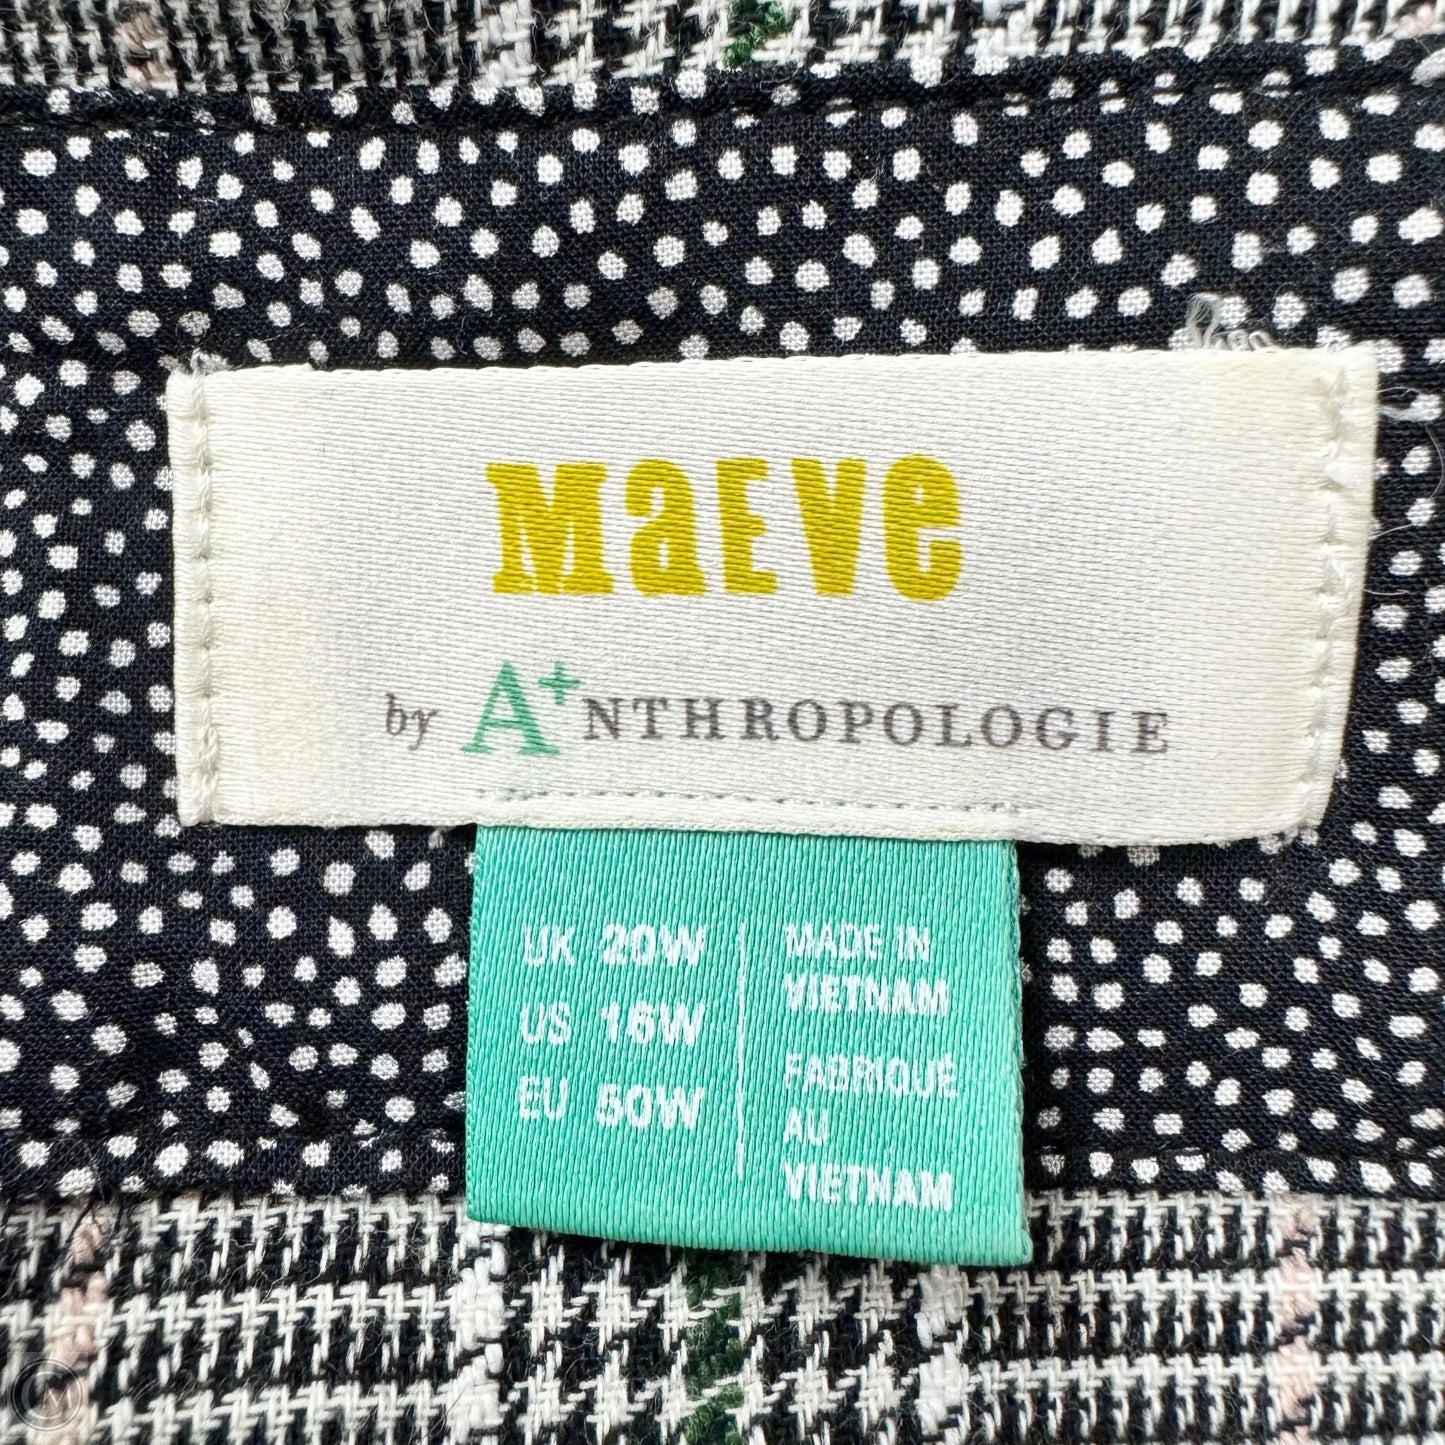 MaEVe
by A+NTHROPOLOGIE
UK 20W
US 16W
EU 50W
MADE IN
VIETNAM
FABRIQUÉ
AU
VIETNAM